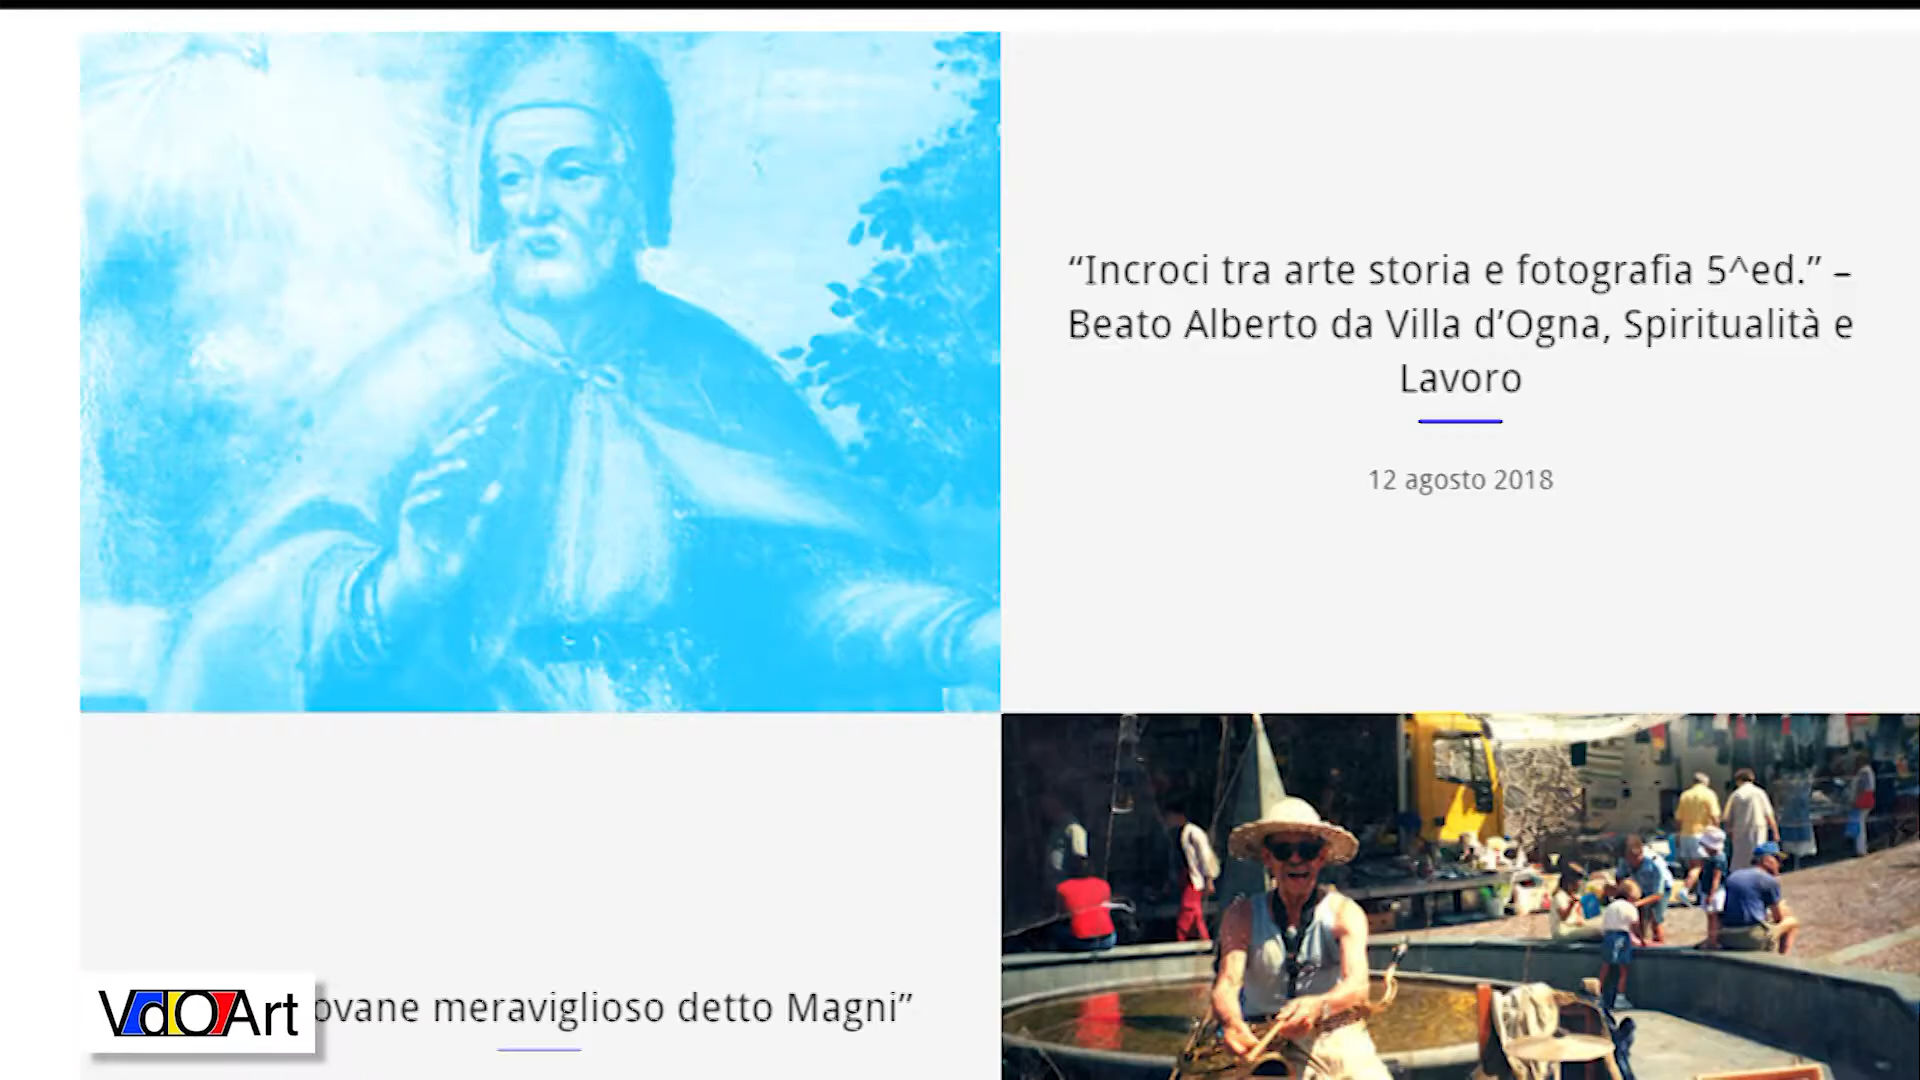 “Incroci tra arte storia e fotografia 5^ed.” –
Beato Alberto da Villa d’Ogna, Spiritualità e
Lavoro
12 agosto 2018
meraviglioso detto Magni”
VdOArt